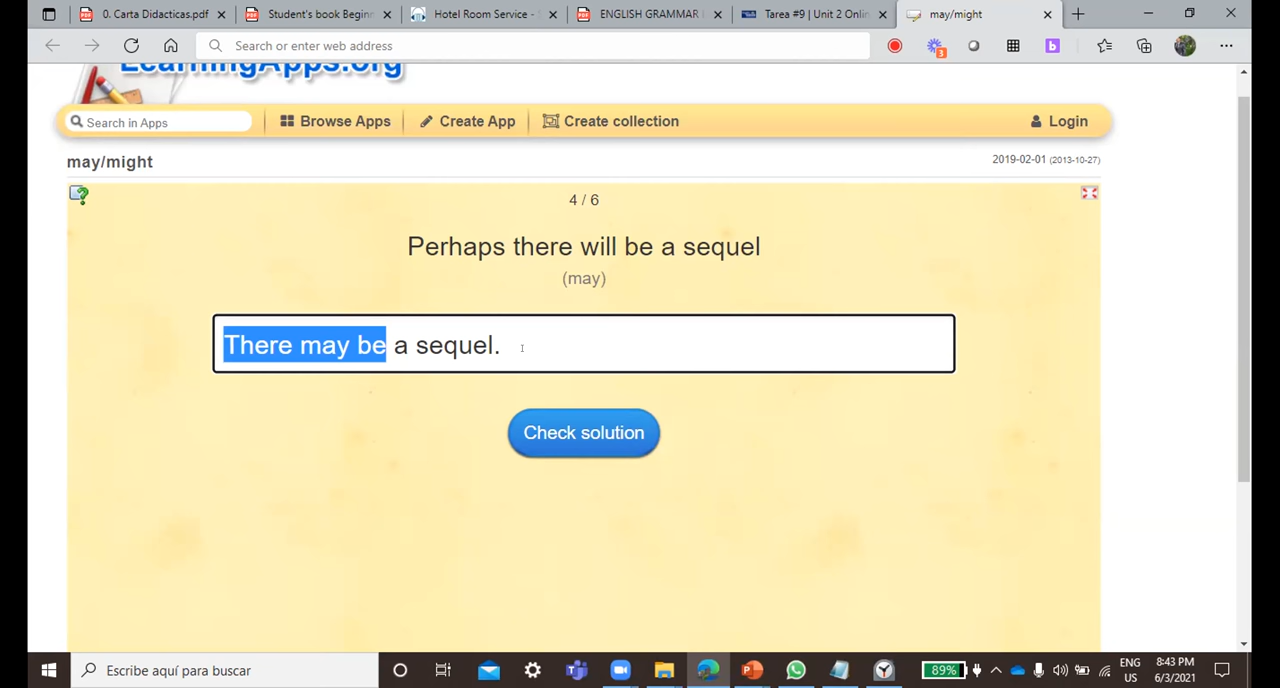 0. Carta Didacticas.pdf
Student's book Beginn
Hotel Room Service -
ENGLISH GRAMMAR
Tarea #9 | Unit 2 Onlin
may/might
Search or enter web address
3
b
LearningApps.org
Search in Apps
Browse Apps
Create App
Create collection
Login
may/might
2019-02-01 (2013-10-27)
4 / 6
Perhaps there will be a sequel
(may)
There may be a sequel.
Check solution
Escribe aquí para buscar
89%
ENG
US
8:43 PM
6/3/2021